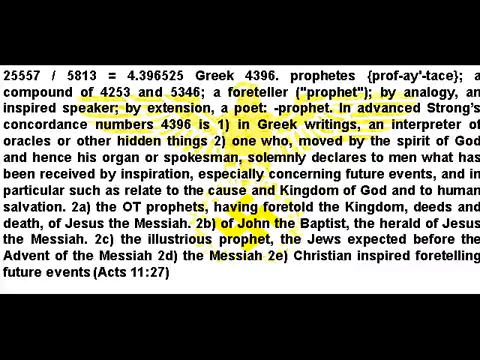 25557 / 5813 = 4.396525 Greek 4396. prophetes {prof-ay'-tace}; a
compound of 4253 and 5346; a foreteller ("prophet"); by analogy, an
inspired speaker; by extension, a poet: -prophet. In advanced Strong's
concordance numbers 4396 is 1) in Greek writings, an interpreter of
oracles or other hidden things 2) one who, moved by the spirit of God
and hence his organ or spokesman, solemnly declares to men what has
been received by inspiration, especially concerning future events, and in
particular such as relate to the cause and Kingdom of God and to human
salvation. 2a) the OT prophets, having foretold the Kingdom, deeds and
death, of Jesus the Messiah. 2b) of John the Baptist, the herald of Jesus
the Messiah. 2c) the illustrious prophet, the Jews expected before the
Advent of the Messiah 2d) the Messiah 2e) Christian inspired foretelling
future events (Acts 11:27)